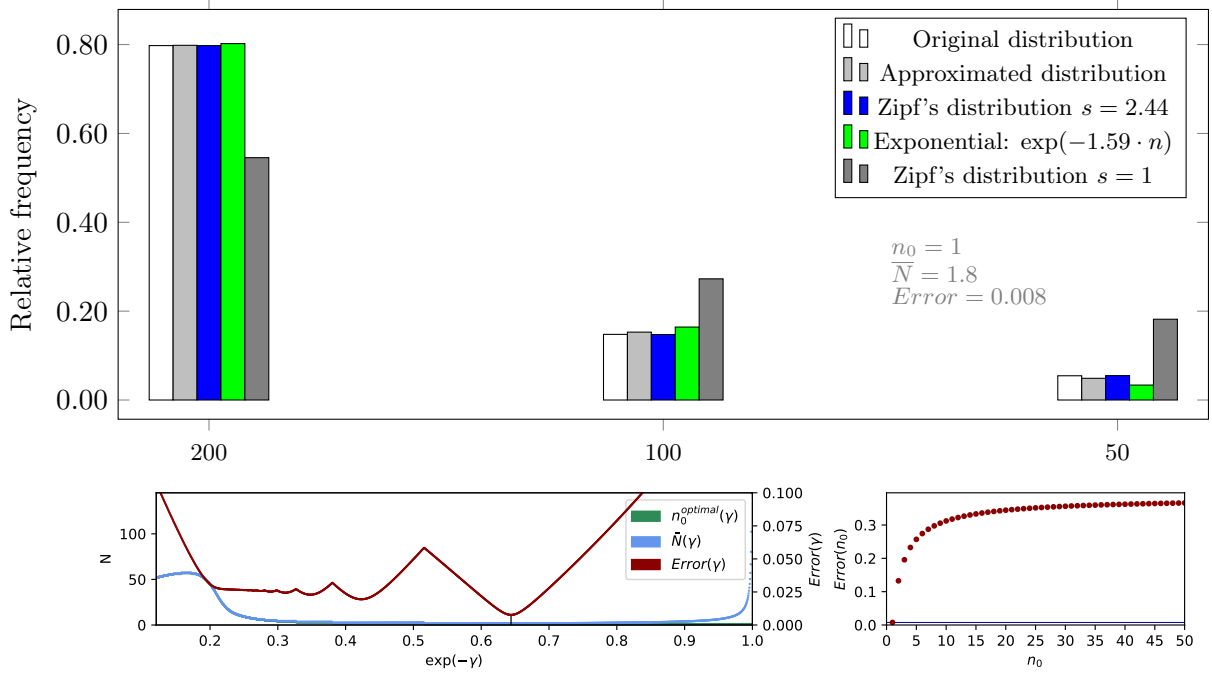 0.80
0.60
0.40
0.20
0.00
Relative frequency
Original distribution
Approximated distribution
Zipf's distribution s = 2.44
Exponential: exp(−1.59 · n)
Zipf's distribution s = 1
n₀ = 1
N̅ = 1.8
Error = 0.008
200 100 50
100
50
0
N
0.2 0.3 0.4 0.5 0.6 0.7 0.8 0.9 1.0
exp(−γ)
n₀^optimal(γ)
N̄(γ)
Error(γ)
0.100
0.075
0.050
0.025
0.000
Error(γ)
0.3
0.2
0.1
0.0
Error(n₀)
0 5 10 15 20 25 30 35 40 45 50
n₀